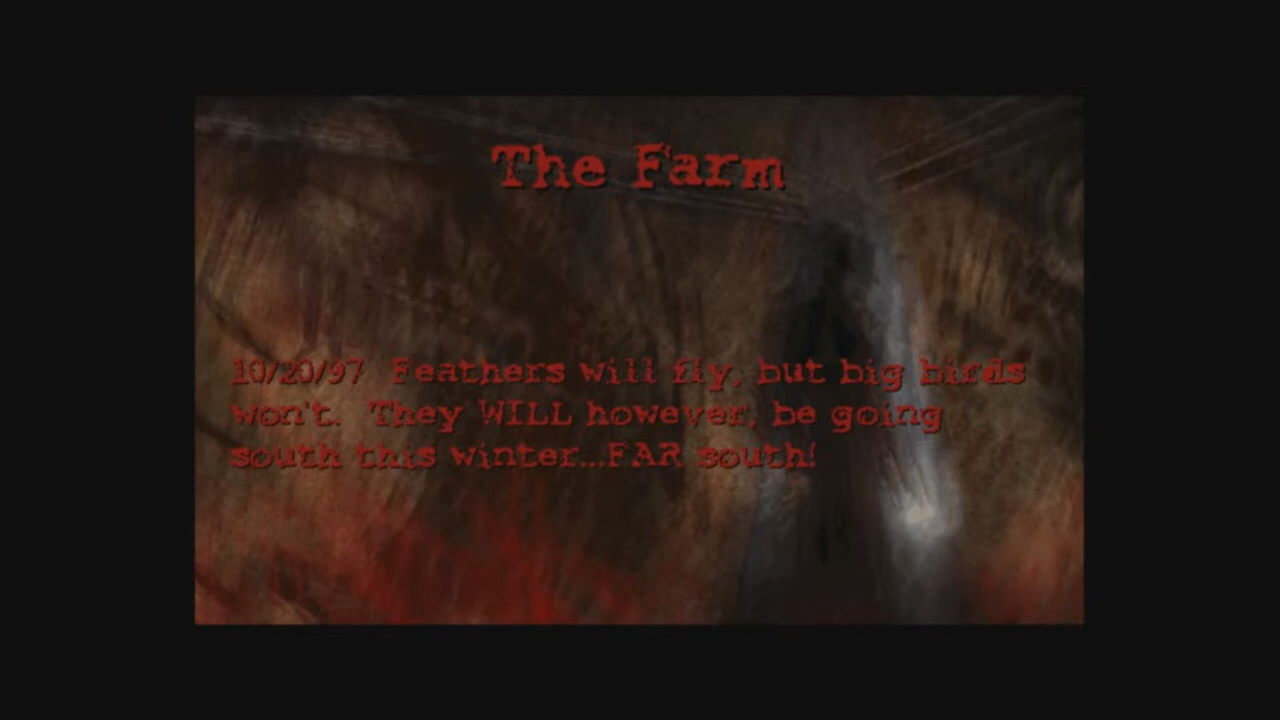 The Farm
10/20/97 Feathers will fly, but big birds
won't. They WILL however, be going
south this winter...FAR south!